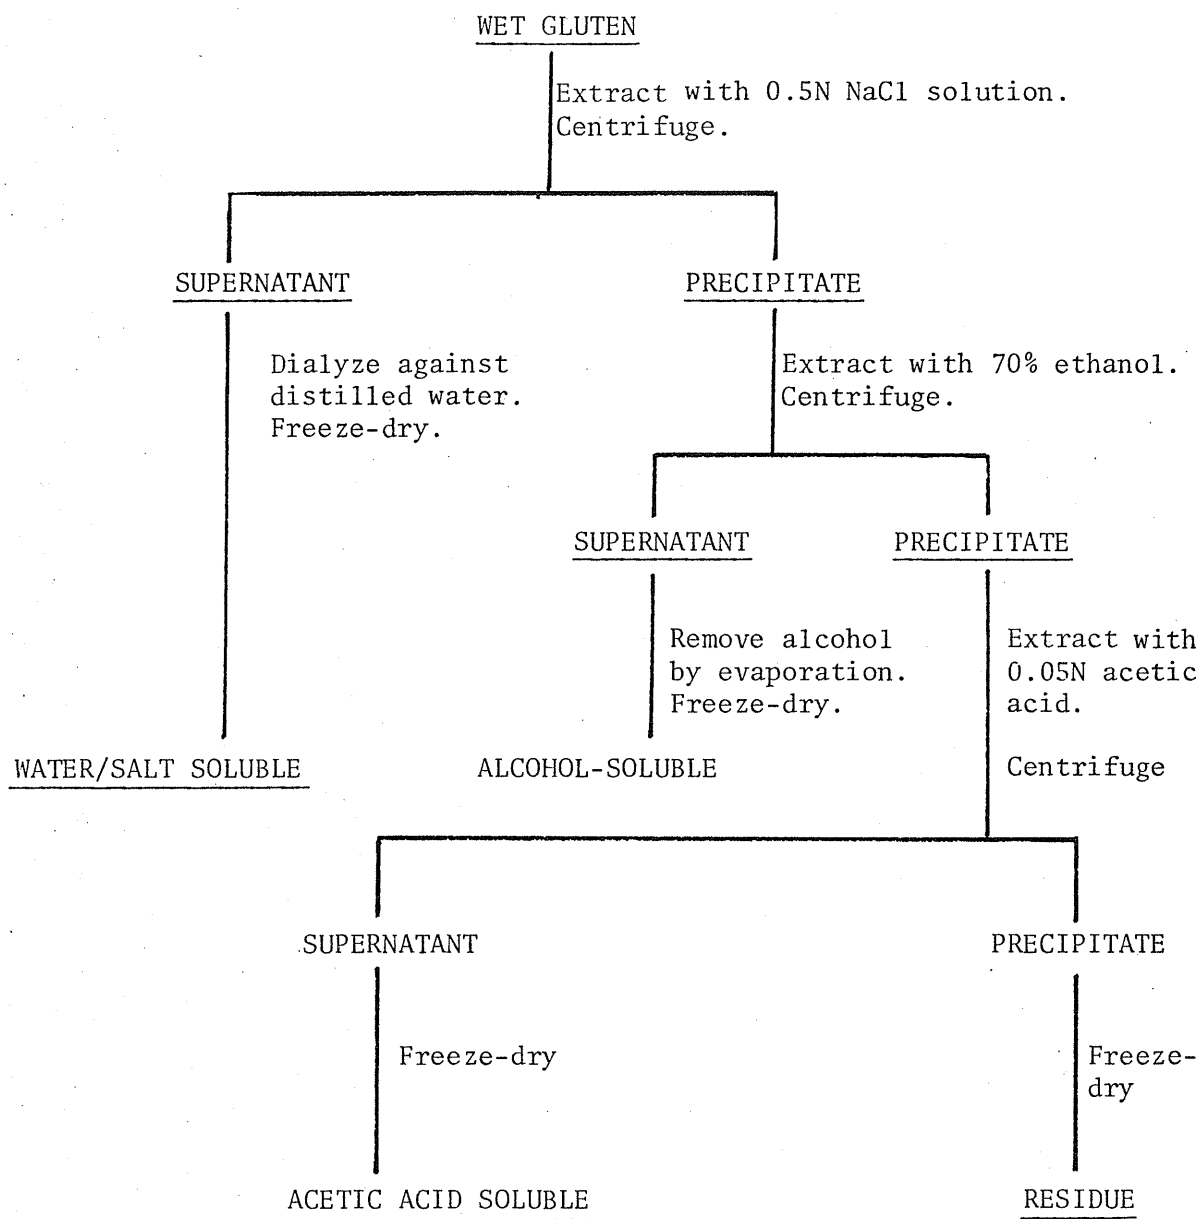 WET GLUTEN
Extract with 0.5N NaCl solution.
Centrifuge.
SUPERNATANT
PRECIPITATE
Dialyze against
distilled water.
Freeze-dry.
Extract with 70% ethanol.
Centrifuge.
SUPERNATANT
PRECIPITATE
Remove alcohol
by evaporation.
Freeze-dry.
Extract with
0.05N acetic
acid.
WATER/SALT SOLUBLE
ALCOHOL-SOLUBLE
Centrifuge
SUPERNATANT
PRECIPITATE
Freeze-dry
Freeze-
dry
ACETIC ACID SOLUBLE
RESIDUE